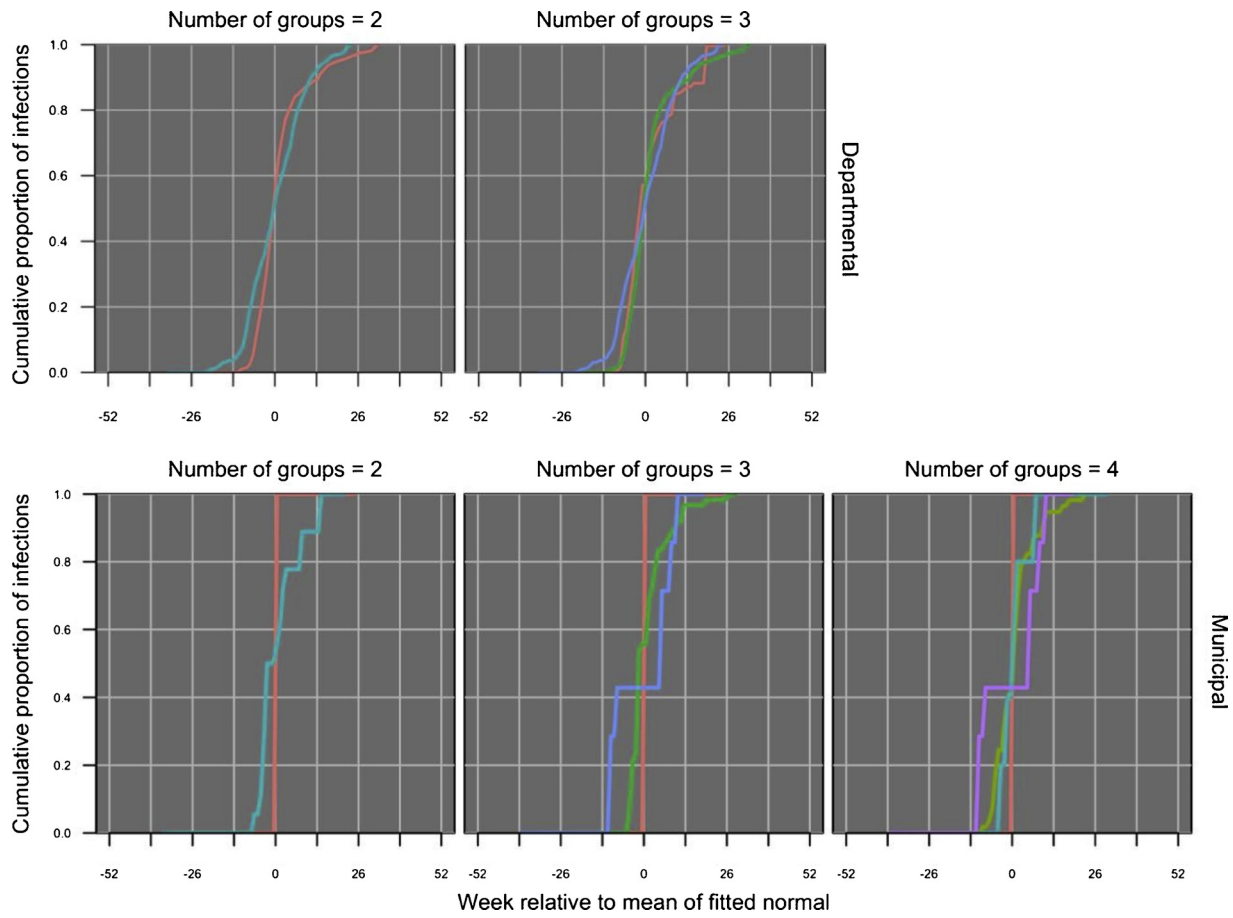 Number of groups = 2
Number of groups = 3
Cumulative proportion of infections
1.0
0.8
0.6
0.4
0.2
0.0
Departmental
-52 -26 0 26 52
-52 -26 0 26 52
Number of groups = 2
Number of groups = 3
Number of groups = 4
Cumulative proportion of infections
1.0
0.8
0.6
0.4
0.2
0.0
Municipal
-52 -26 0 26 52
-52 -26 0 26 52
-52 -26 0 26 52
Week relative to mean of fitted normal